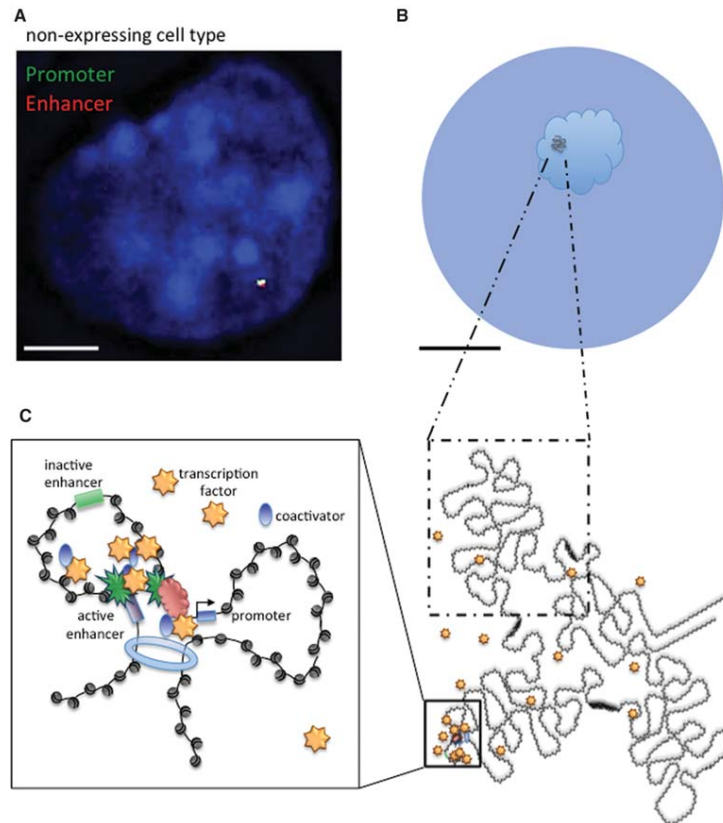 A
non-expressing cell type
Promoter
Enhancer
B
C
inactive
enhancer
transcription
factor
coactivator
active
enhancer
promoter